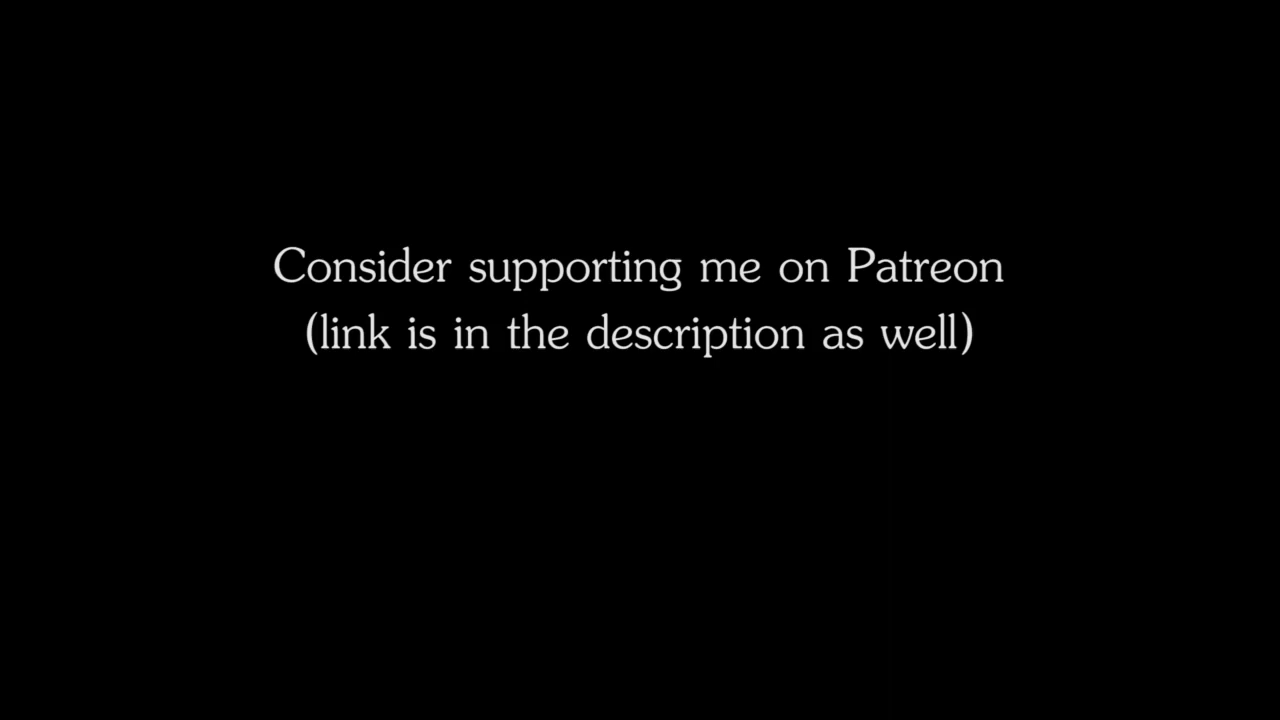 Consider supporting me on Patreon
(link is in the description as well)